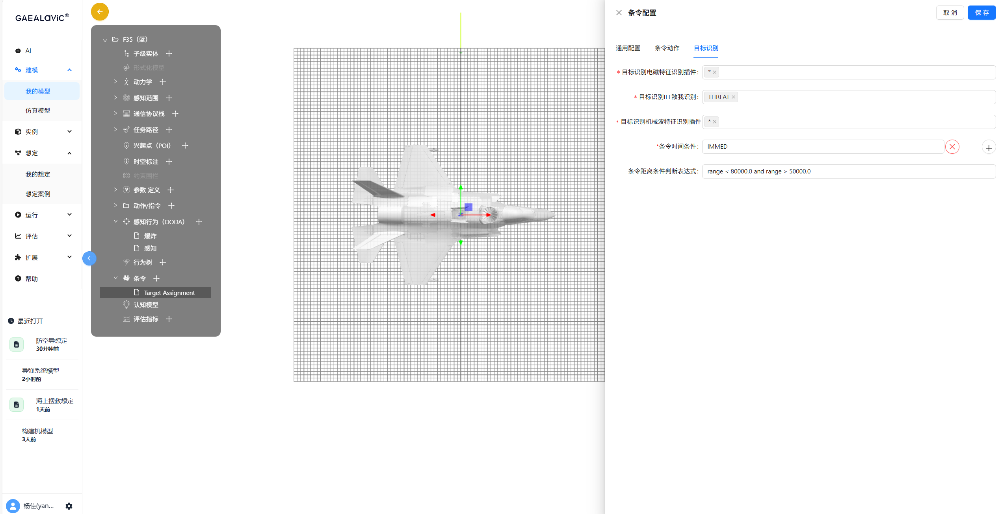 GAEALaViC®
AI
建模
我的模型
仿真模型
实例
想定
我的想定
想定案例
运行
评估
扩展
帮助
最近打开
防空导想定
30分钟前
导弹系统模型
2小时前
海上搜救想定
1天前
构建机模型
3天前
杨佳(yan...
F35（蓝）
子级实体
形式化模型
动力学
感知范围
通信协议栈
任务路径
兴趣点（POI）
时空标注
约束围栏
参数 定义
动作/指令
感知行为（OODA）
爆炸
感知
行为树
条令
Target Assignment
认知模型
评估指标
条令配置
取 消
保 存
通用配置 条令动作 目标识别
* 目标识别电磁特征识别插件: *
* 目标识别IFF敌我识别: THREAT
* 目标识别机械波特征识别插件 *
*条令时间条件: IMMED
条令距离条件判断表达式: range < 80000.0 and range > 50000.0